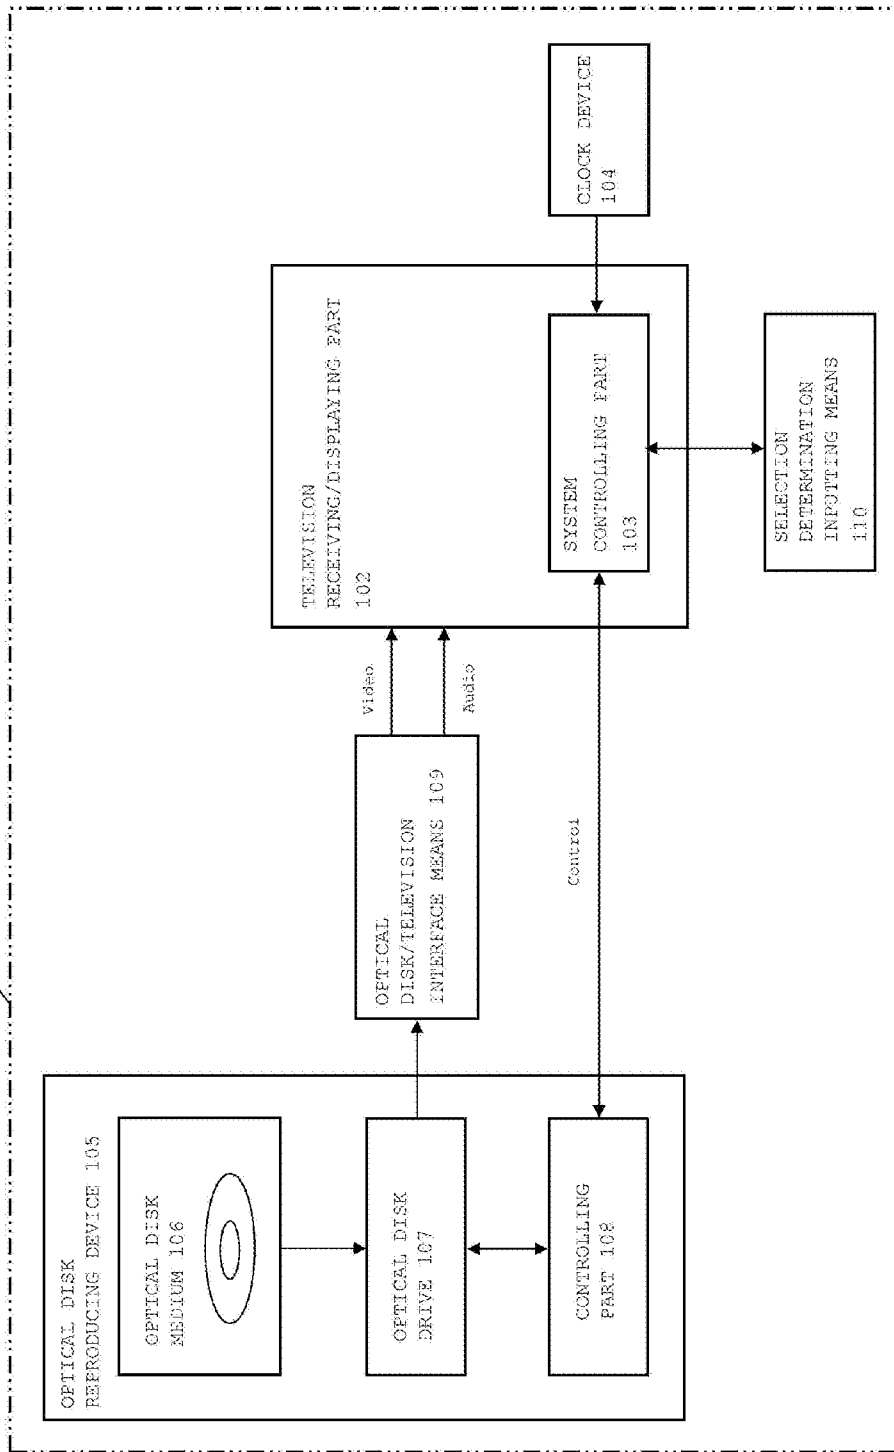 OPTICAL DISK
REPRODUCING DEVICE 105
OPTICAL DISK
MEDIUM 106
OPTICAL DISK
DRIVE 107
CONTROLLING
PART 108
OPTICAL
DISK/TELEVISION
INTERFACE MEANS 109
Video
Audio
Control
TELEVISION
RECEIVING/DISPLAYING PART
102
SYSTEM
CONTROLLING PART
103
CLOCK DEVICE
104
SELECTION
DETERMINATION
INPUTTING MEANS
110